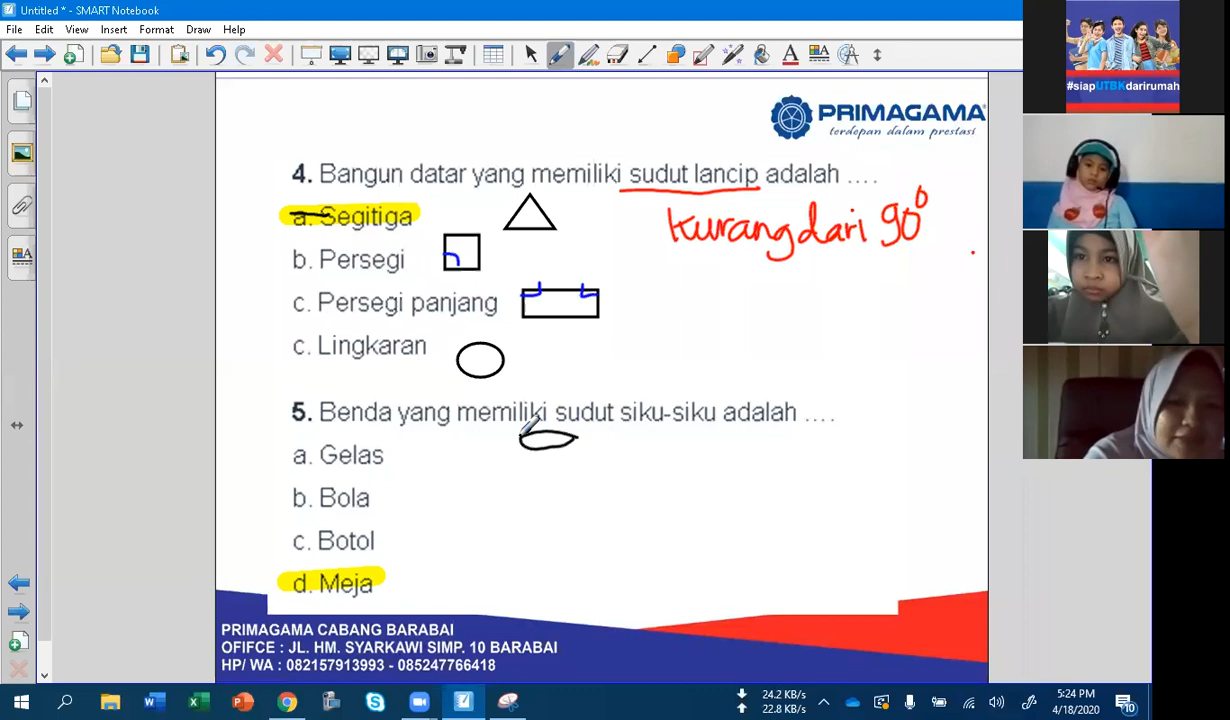 Untitled * - SMART Notebook
File Edit View Insert Format Draw Help
#siapUTBKdarirumah
PRIMAGAMA
terdepan dalam prestasi
4. Bangun datar yang memiliki sudut lancip adalah ....
a. Segitiga
kurang dari 90°
b. Persegi
c. Persegi panjang
c. Lingkaran
5. Benda yang memiliki sudut siku-siku adalah ....
a. Gelas
b. Bola
c. Botol
d. Meja
PRIMAGAMA CABANG BARABAI
OFIFCE : JL. HM. SYARKAWI SIMP. 10 BARABAI
HP/ WA : 082157913993 - 085247766418
24.2 KB/s
22.8 KB/s
5:24 PM
4/18/2020
10